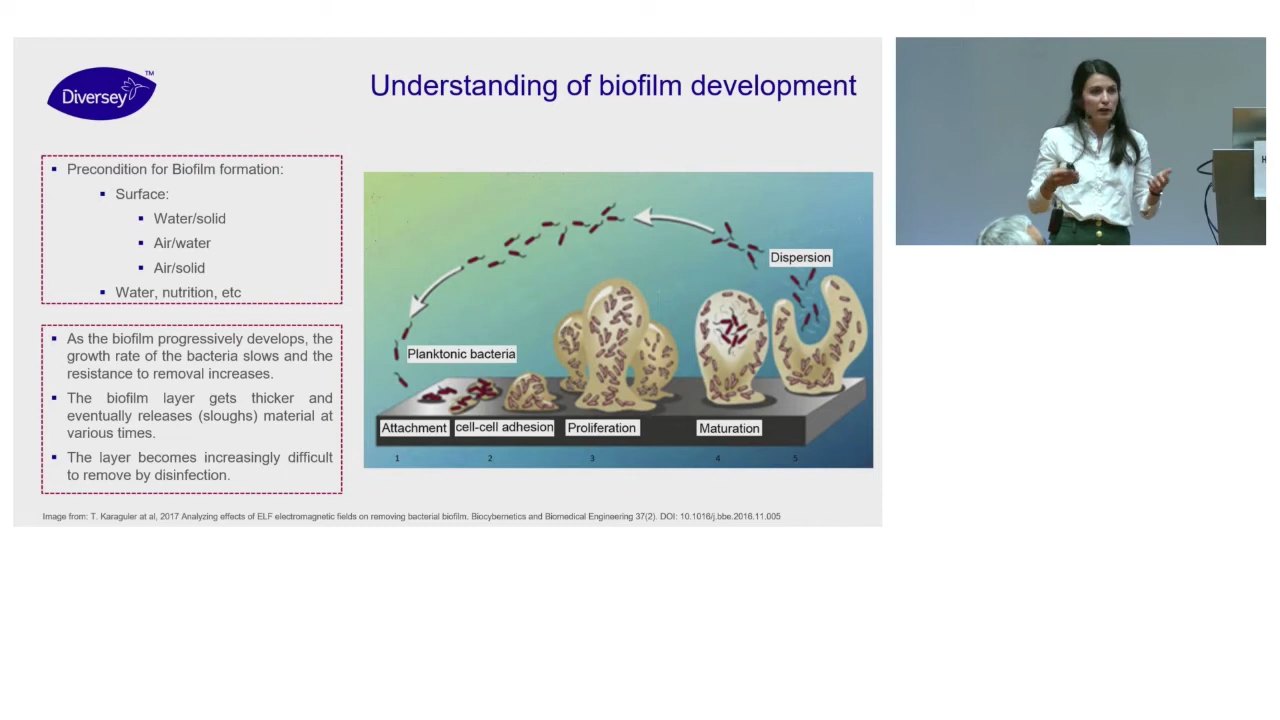 Diversey
TM
Understanding of biofilm development
Precondition for Biofilm formation:
Surface:
Water/solid
Air/water
Air/solid
Water, nutrition, etc
As the biofilm progressively develops, the
growth rate of the bacteria slows and the
resistance to removal increases.
The biofilm layer gets thicker and
eventually releases (sloughs) material at
various times.
The layer becomes increasingly difficult
to remove by disinfection.
Dispersion
Planktonic bacteria
Attachment
cell-cell adhesion
Proliferation
Maturation
1 2 3 4 5
Image from: T. Karaguler at al, 2017 Analyzing effects of ELF electromagnetic fields on removing bacterial biofilm. Biocybernetics and Biomedical Engineering 37(2). DOI: 10.1016/j.bbe.2016.11.005
H